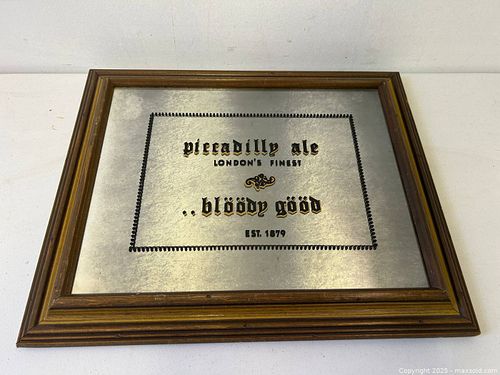 piccadilly ale
LONDON'S FINEST
..blöödy gööd
EST. 1879
Copyright 2025 - maxsold.com